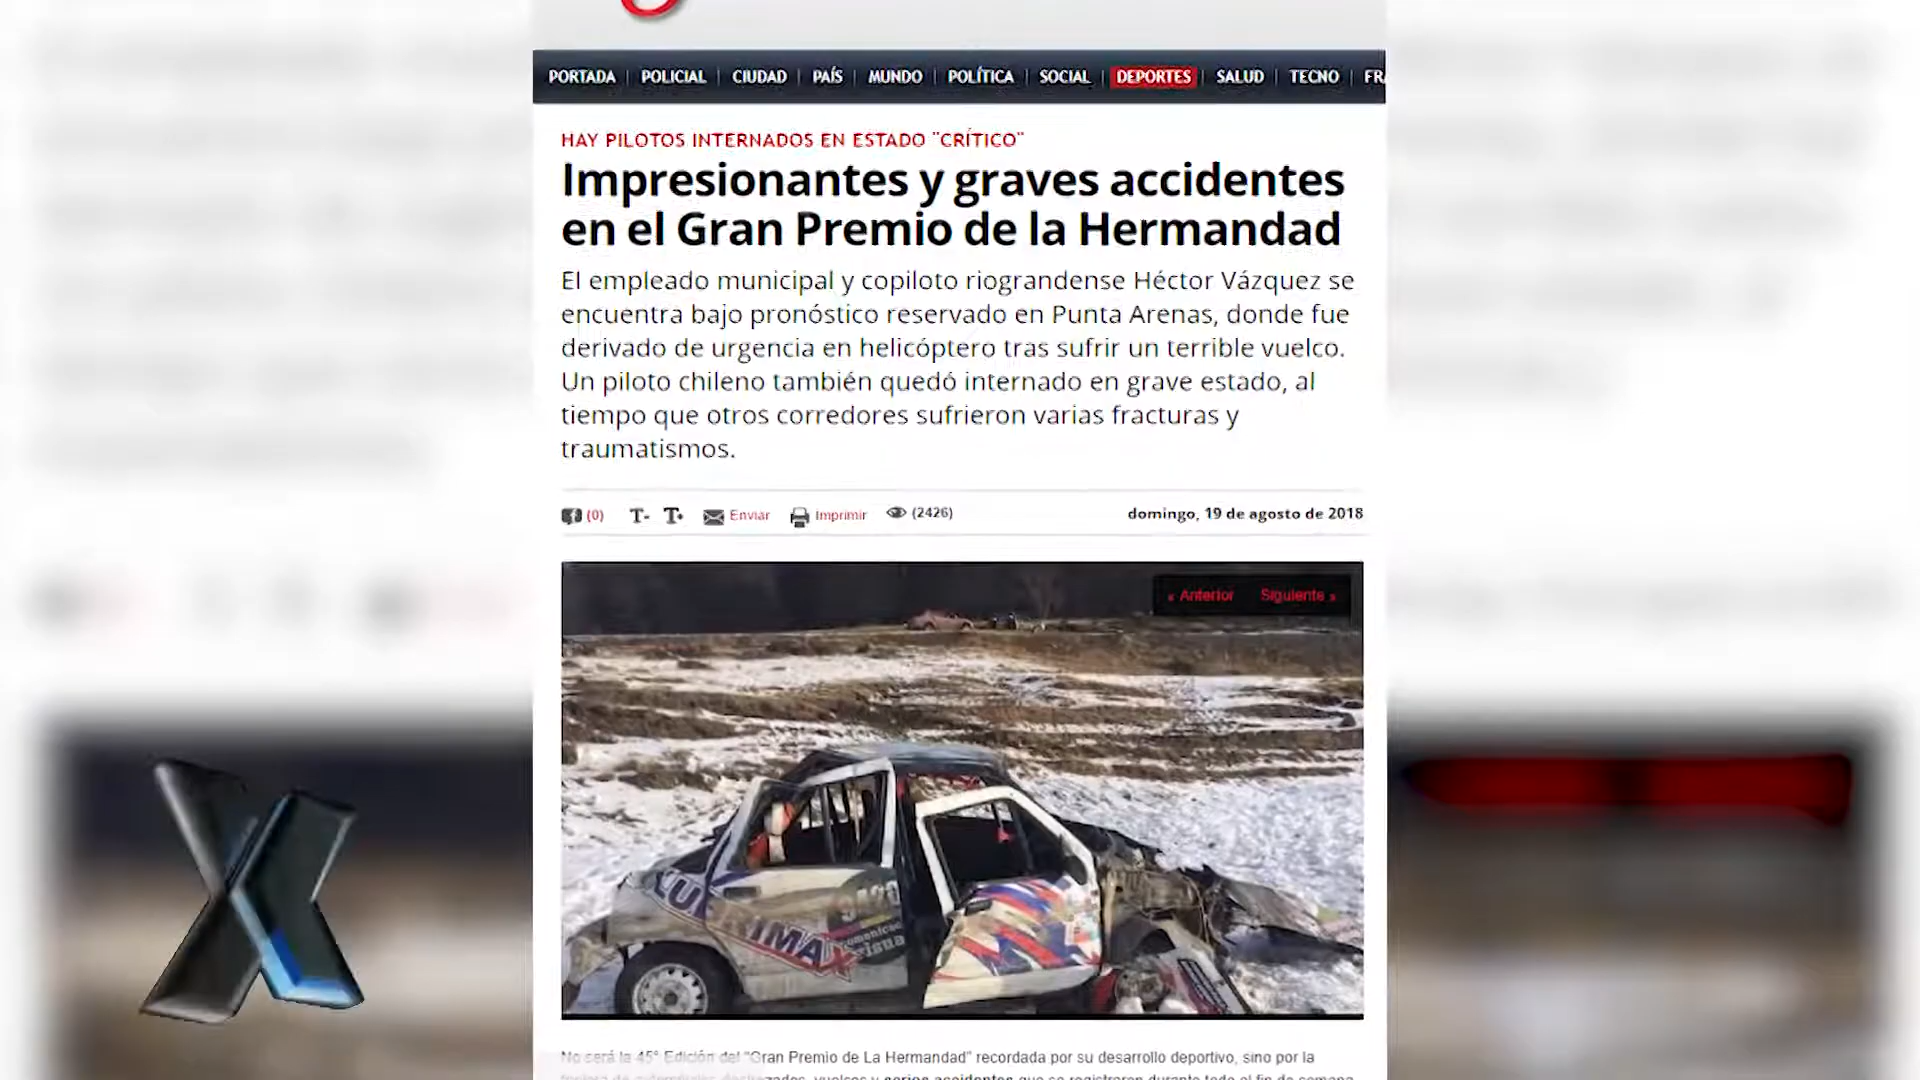 PORTADA | POLICIAL | CIUDAD | PAÍS | MUNDO | POLÍTICA | SOCIAL | DEPORTES | SALUD | TECNO |
HAY PILOTOS INTERNADOS EN ESTADO "CRÍTICO"
Impresionantes y graves accidentes
en el Gran Premio de la Hermandad
El empleado municipal y copiloto riograndense Héctor Vázquez se
encuentra bajo pronóstico reservado en Punta Arenas, donde fue
derivado de urgencia en helicóptero tras sufrir un terrible vuelco.
Un piloto chileno también quedó internado en grave estado, al
tiempo que otros corredores sufrieron varias fracturas y
traumatismos.
(0) T- T+ Enviar Imprimir (2426) domingo, 19 de agosto de 2018
« Anterior Siguiente »
No será la 45° Edición del "Gran Premio de La Hermandad" recordada por su desarrollo deportivo, sino por la